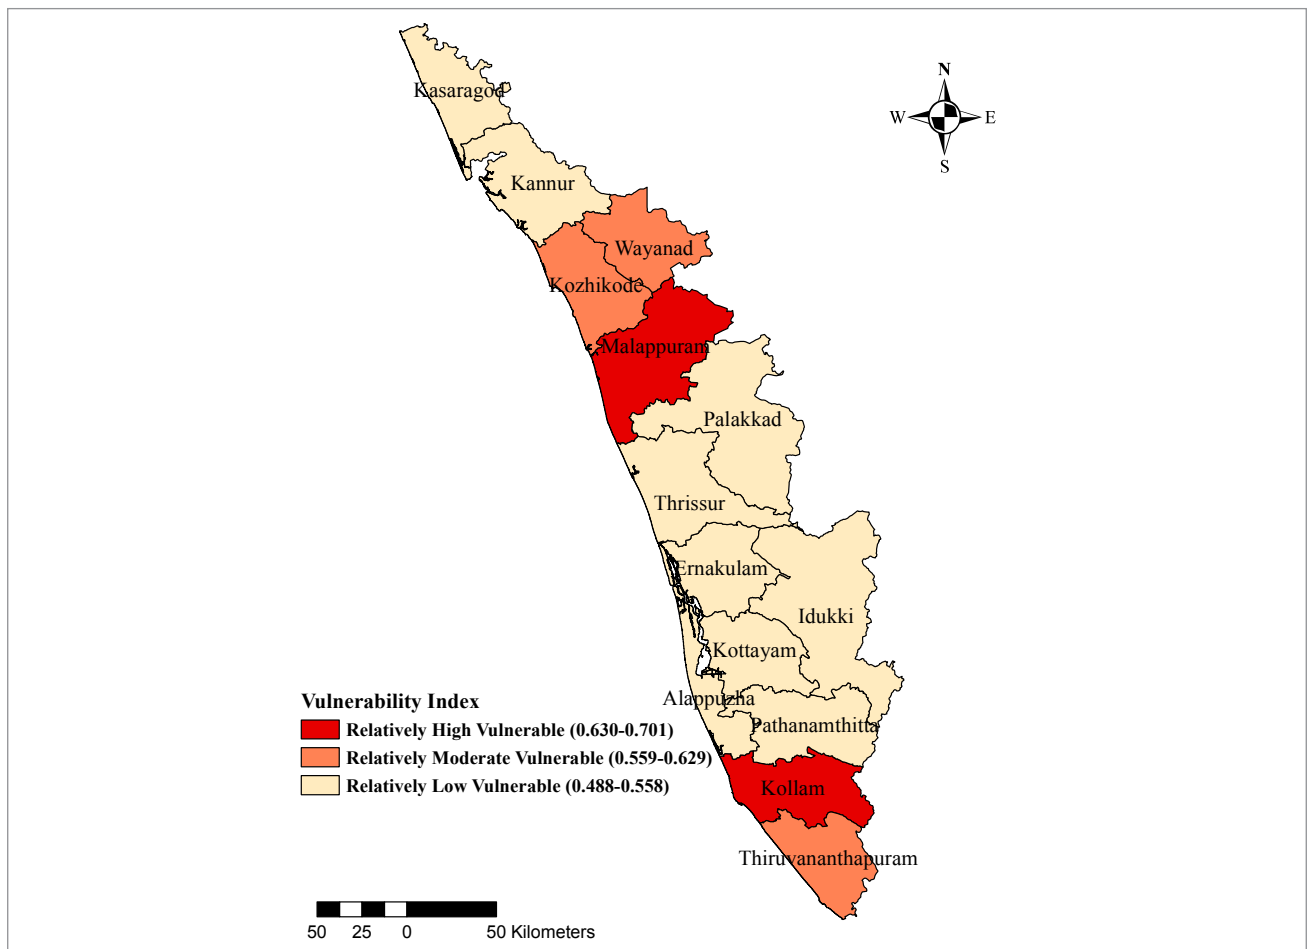 Kasaragod
N
W E
S
Kannur
Wayanad
Kozhikode
Malappuram
Palakkad
Thrissur
Ernakulam
Idukki
Kottayam
Alappuzha
Pathanamthitta
Kollam
Thiruvananthapuram
Vulnerability Index
Relatively High Vulnerable (0.630-0.701)
Relatively Moderate Vulnerable (0.559-0.629)
Relatively Low Vulnerable (0.488-0.558)
50 25 0 50 Kilometers